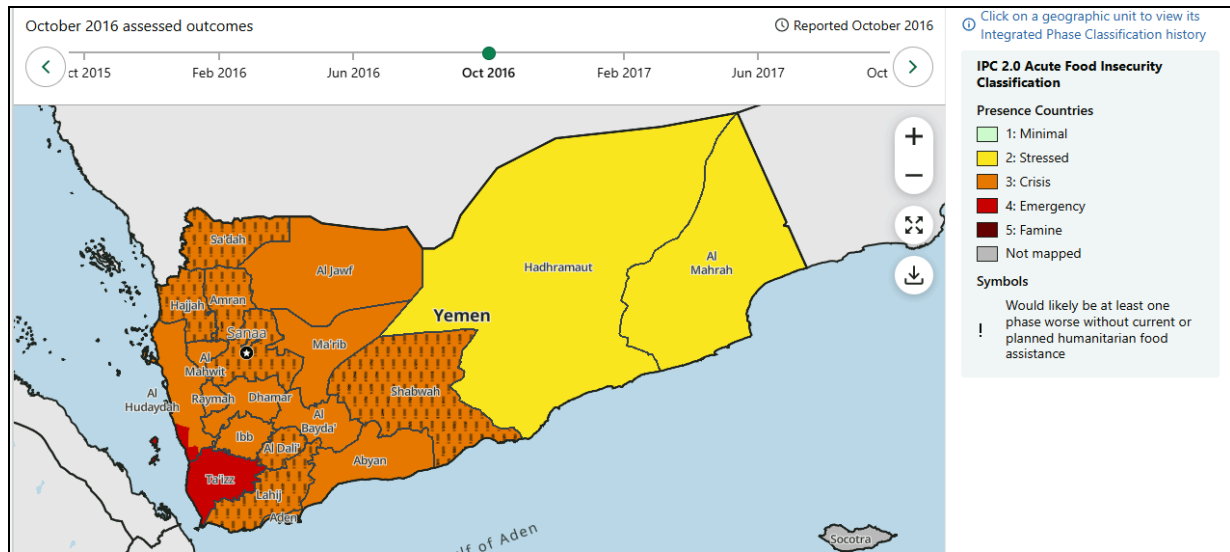 October 2016 assessed outcomes
Reported October 2016
ct 2015
Feb 2016
Jun 2016
Oct 2016
Feb 2017
Jun 2017
Oct
Click on a geographic unit to view its
Integrated Phase Classification history
IPC 2.0 Acute Food Insecurity
Classification
Presence Countries
1: Minimal
2: Stressed
3: Crisis
4: Emergency
5: Famine
Not mapped
Symbols
! Would likely be at least one
phase worse without current or
planned humanitarian food
assistance
+
−
Sa'dah
Al Jawf
Hadhramaut
Al
Mahrah
Hajjah
Amran
Yemen
Sanaa
Ma'rib
Al
Mahwit
Shabwah
Al
Hudaydah
Raymah
Dhamar
Al
Bayda'
Ibb
Al Dali'
Abyan
Ta'izz
Lahij
Aden
lf of Aden
Socotra